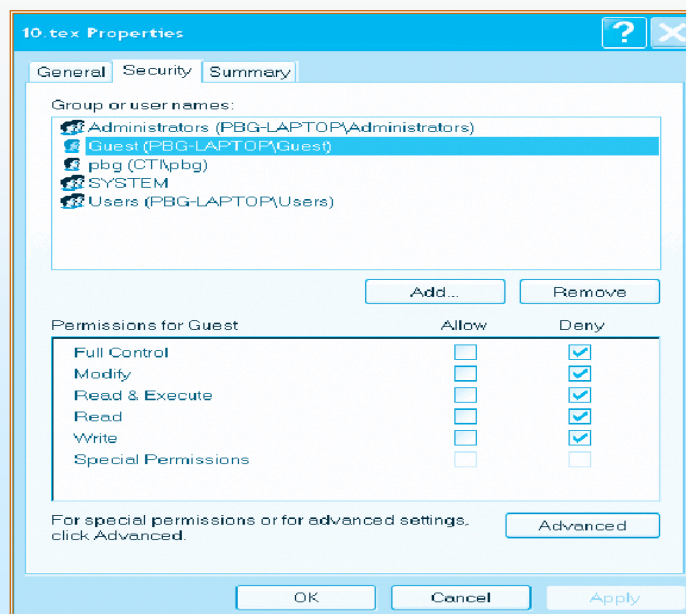 10.tex Properties
?
General Security Summary
Group or user names:
Administrators (PBG-LAPTOP\Administrators)
Guest (PBG-LAPTOP\Guest)
pbg (CTI\pbg)
SYSTEM
Users (PBG-LAPTOP\Users)
Add... Remove
Permissions for Guest Allow Deny
Full Control
Modify
Read & Execute
Read
Write
Special Permissions
For special permissions or for advanced settings, Advanced
click Advanced.
OK Cancel Apply